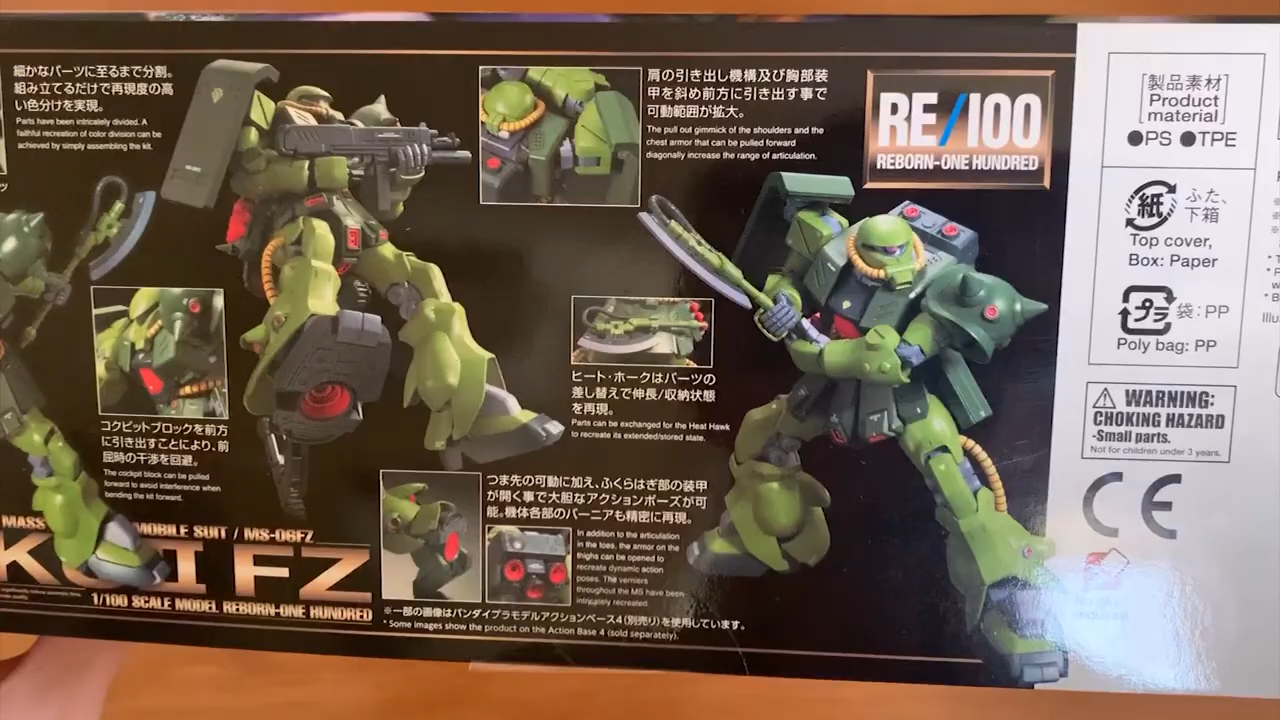 細かなパーツに至るまで分割。
組み立てるだけで再現度の高
い色分けを実現。
Parts have been intricately divided. A
faithful recreation of color division can be
achieved by simply assembling the kit.
肩の引き出し機構及び胸部装
甲を斜め前方に引き出す事で
可動範囲が拡大。
The pull out gimmick of the shoulders and the
chest armor that can be pulled forward
diagonally increase the range of articulation.
RE/100
REBORN-ONE HUNDRED
コクピットブロックを前方
に引き出すことにより、前
屈時の干渉を回避。
The cockpit block can be pulled
forward to avoid interference when
bending the kit forward.
ヒート・ホークはパーツの
差し替えで伸長/収納状態
を再現。
Parts can be exchanged for the Heat Hawk
to recreate its extended/stored state.
つま先の可動に加え、ふくらはぎ部の装甲
が開く事で大胆なアクションポーズが可
能。機体各部のバーニアも精密に再現。
In addition to the articulation
in the toes, the armor on the
thighs can be opened to
recreate dynamic action
poses. The verniers
throughout the MS have been
intricately recreated.
MASS MOBILE SUIT / MS-06FZ
FZ
1/100 SCALE MODEL REBORN-ONE HUNDRED
※一部の画像はバンダイプラモデルアクションベース4(別売り)を使用しています。
* Some images show the product on the Action Base 4 (sold separately).
[製品素材
Product
material]
●PS ●TPE
紙 ふた、
下箱
Top cover,
Box: Paper
プラ 袋:PP
Poly bag: PP
WARNING:
CHOKING HAZARD
-Small parts.
Not for children under 3 years.
CE